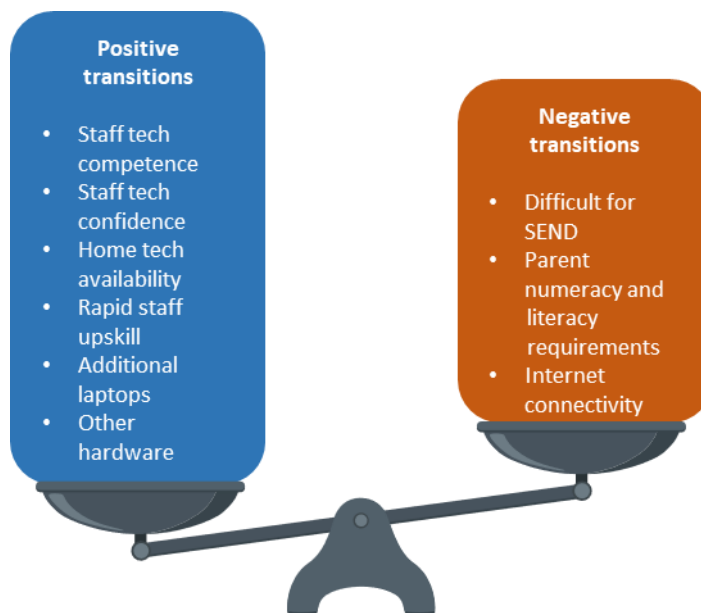 Positive
transitions
• Staff tech
competence
• Staff tech
confidence
• Home tech
availability
• Rapid staff
upskill
• Additional
laptops
• Other
hardware
Negative
transitions
• Difficult for
SEND
• Parent
numeracy and
literacy
requirements
• Internet
connectivity